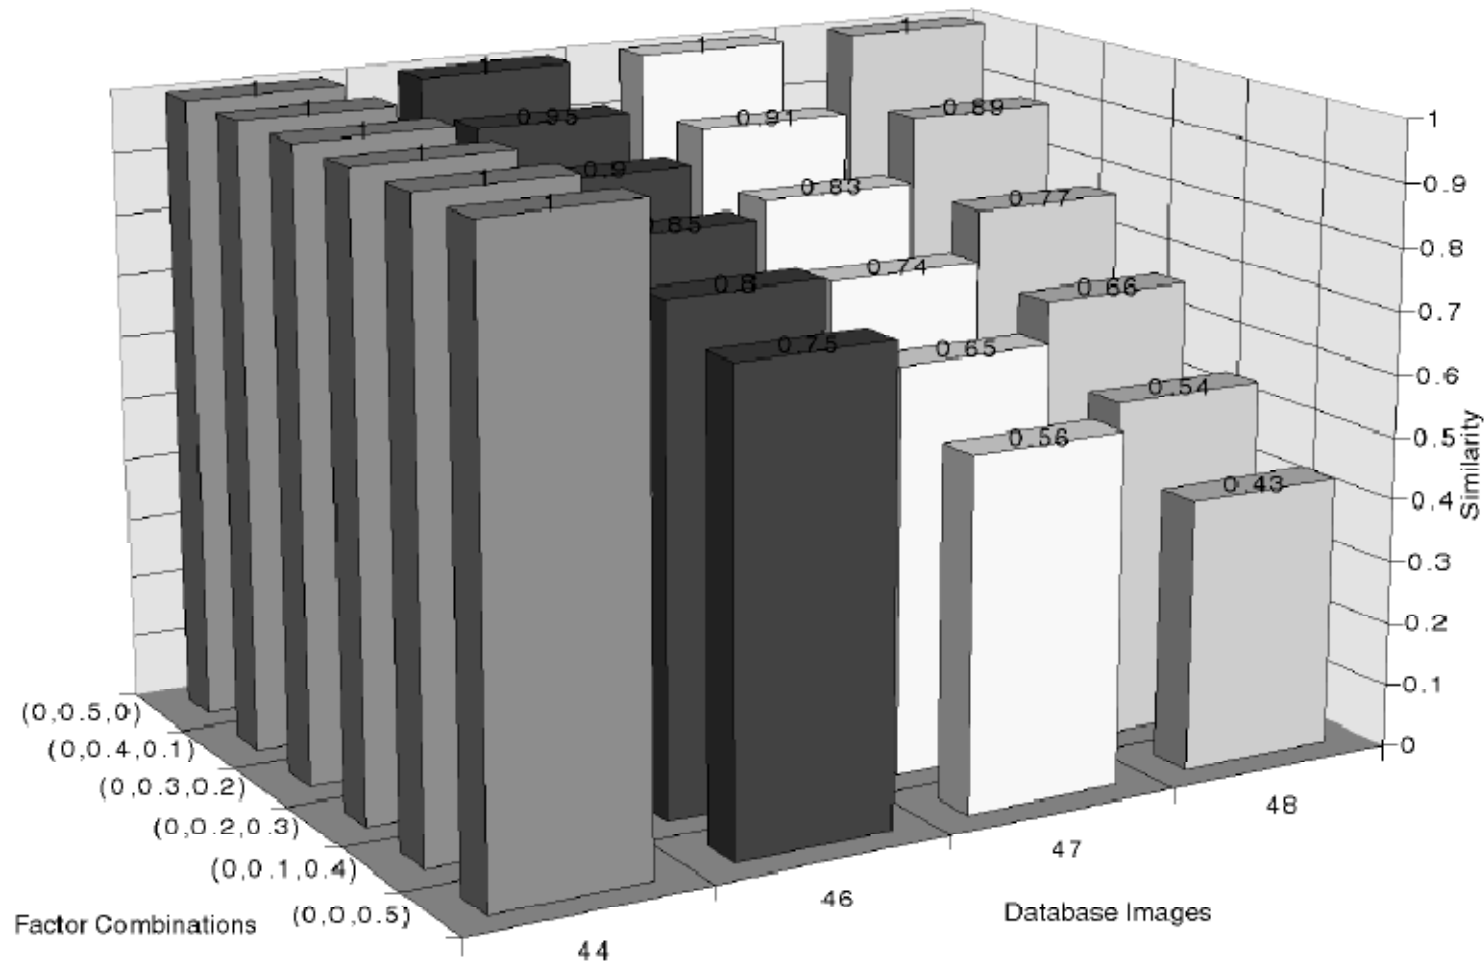 1 1 1 1
1 0.95 0.91 0.89
1 0.9 0.83 0.77
1 0.85 0.74 0.66
1 0.8 0.65 0.54
1 0.75 0.56 0.43
1
0.9
0.8
0.7
0.6
0.5
0.4
0.3
0.2
0.1
0
Similarity
(0,0.5,0)
(0,0.4,0.1)
(0,0.3,0.2)
(0,0.2,0.3)
(0,0.1,0.4)
(0,0,0.5)
Factor Combinations
44
46
47
48
Database Images